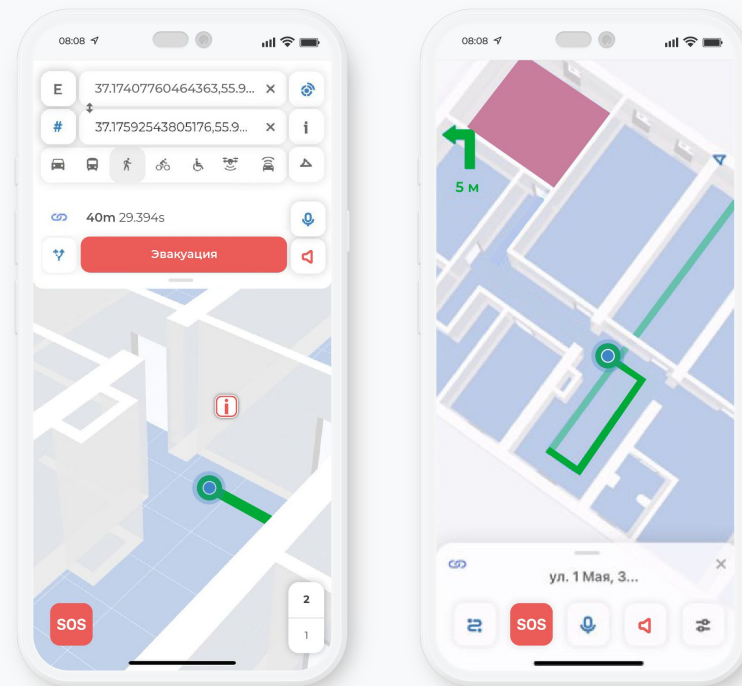 08:08
E
37.17407760464363,55.9...
#
37.17592543805176,55.9...
i
40m 29.394s
Эвакуация
i
SOS
2
1
08:08
5 м
ул. 1 Мая, 3...
SOS